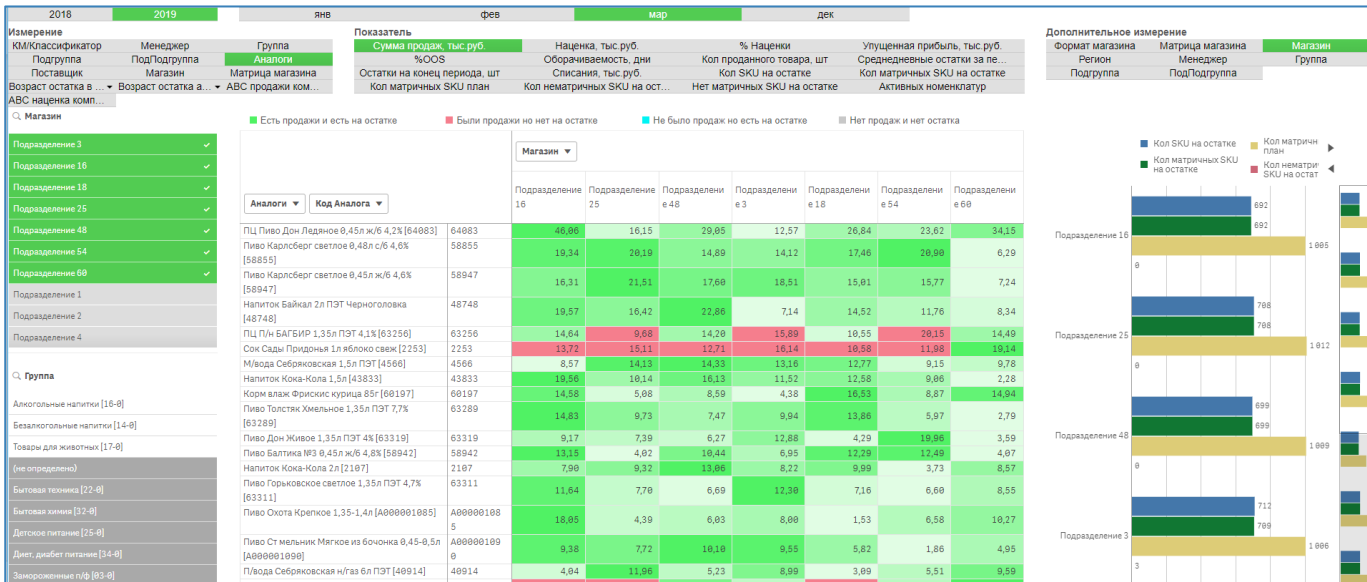 2018 2019 янв фев мар дек
Измерение
КМ/Классификатор Менеджер Группа
Подгруппа ПодПодгруппа Аналоги
Поставщик Магазин Матрица магазина
Возраст остатка в ... Возраст остатка а... АВС продажи ком...
АВС наценка комп...
Показатель
Сумма продаж, тыс.руб. Наценка, тыс.руб. % Наценки Упущенная прибыль, тыс.руб.
%OOS Оборачиваемость, дни Кол проданного товара, шт Среднедневные остатки за пе...
Остатки на конец периода, шт Списания, тыс.руб. Кол SKU на остатке Кол матричных SKU на остатке
Кол матричных SKU план Кол нематричных SKU на ост... Нет матричных SKU на остатке Активных номенклатур
Дополнительное измерение
Формат магазина Матрица магазина Магазин
Регион Менеджер Группа
Подгруппа ПодПодгруппа
Магазин
Подразделение 3
Подразделение 16
Подразделение 18
Подразделение 25
Подразделение 48
Подразделение 54
Подразделение 60
Подразделение 1
Подразделение 2
Подразделение 4
Группа
Алкогольные напитки [16-0]
Безалкогольные напитки [14-0]
Товары для животных [17-0]
(не определено)
Бытовая техника [22-0]
Бытовая химия [32-0]
Детское питание [25-0]
Диет, диабет питание [34-0]
Замороженные п/ф [03-0]
Есть продажи и есть на остатке Были продажи но нет на остатке Не было продаж но есть на остатке Нет продаж и нет остатка
Магазин
Аналоги Код Аналога
Подразделение Подразделение Подразделени Подразделени Подразделени Подразделени Подразделени
16 25 е 48 е 3 е 18 е 54 е 60
ПЦ Пиво Дон Ледяное 0,45л ж/б 4,2% [64083] 64083 46,06 16,15 29,05 12,57 26,84 23,62 34,15
Пиво Карлсберг светлое 0,48л с/б 4,6%
[58855] 58855 19,34 20,19 14,89 14,12 17,46 20,90 6,29
Пиво Карлсберг светлое 0,45л ж/б 4,6%
[58947] 58947 16,31 21,51 17,60 18,51 15,01 15,77 7,24
Напиток Байкал 2л ПЭТ Черноголовка
[48748] 48748 19,57 16,42 22,86 7,14 14,52 11,76 8,34
ПЦ П/н БАГБИР 1,35л ПЭТ 4,1% [63256] 63256 14,64 9,68 14,20 15,89 10,55 20,15 14,49
Сок Сады Придонья 1л яблоко свеж [2253] 2253 13,72 15,11 12,71 16,14 10,58 11,98 19,14
М/вода Себряковская 1,5л ПЭТ [4566] 4566 8,57 14,13 14,33 13,16 12,77 9,15 9,78
Напиток Кока-Кола 1,5л [43833] 43833 19,56 10,14 16,13 11,52 12,58 9,06 2,28
Корм влаж Фрискис курица 85г [60197] 60197 14,58 5,08 8,59 4,38 16,53 8,87 14,94
Пиво Толстяк Хмельное 1,35л ПЭТ 7,7%
[63289] 63289 14,83 9,73 7,47 9,94 13,86 5,97 2,79
Пиво Дон Живое 1,35л ПЭТ 4% [63319] 63319 9,17 7,39 6,27 12,88 4,29 19,96 3,59
Пиво Балтика №3 0,45л ж/б 4,8% [58942] 58942 13,15 4,02 10,44 6,95 12,29 12,49 4,07
Напиток Кока-Кола 2л [2107] 2107 7,90 9,32 13,06 8,22 9,99 3,73 8,57
Пиво Горьковское светлое 1,35л ПЭТ 4,7%
[63311] 63311 11,64 7,70 6,69 12,30 7,16 6,60 8,55
Пиво Охота Крепкое 1,35-1,4л [А000001085] А00000108
5 18,05 4,39 6,03 8,00 1,53 6,58 10,27
Пиво Ст мельник Мягкое из бочонка 0,45-0,5л А00000109
[А000001090] 0 9,38 7,72 10,10 9,55 5,82 1,86 4,95
П/вода Себряковская н/газ 6л ПЭТ [40914] 40914 4,04 11,96 5,23 8,99 3,09 5,51 9,59
Кол SKU на остатке Кол матричн
план
Кол матричных SKU Кол нематри
на остатке SKU на остат
Подразделение 16
692
692
1 005
0
Подразделение 25
708
708
1 012
0
Подразделение 48
699
699
1 009
0
Подразделение 3
712
709
1 006
3